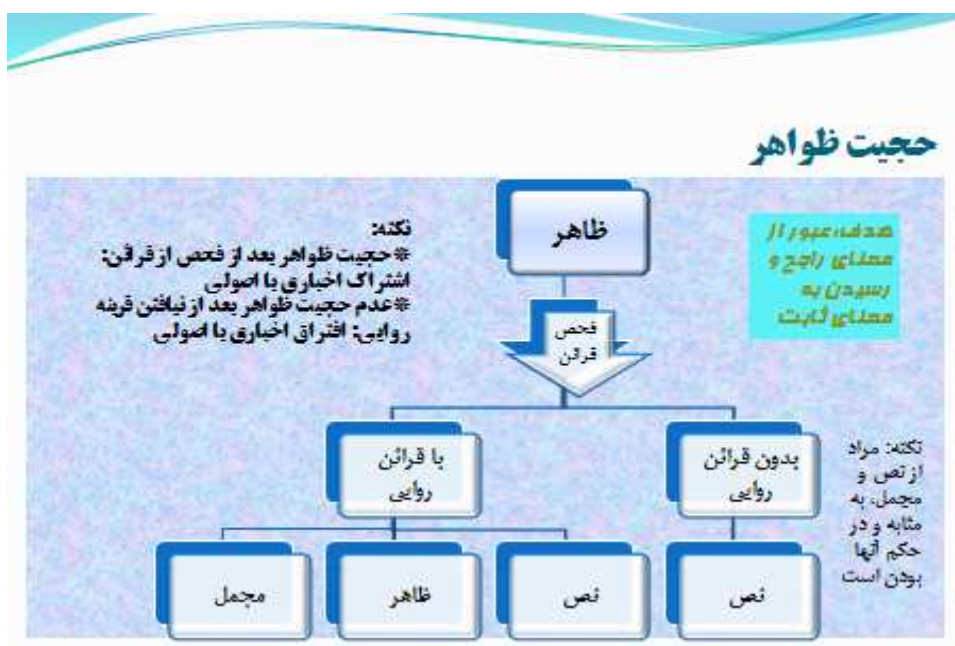 حجیت ظواهر
هدف، عبور از
معنای راجح و
رسیدن به
معنای ثابت
ظاهر
نکته:
*حجیت ظواهر بعد از فحص از قرائن:
اشتراک اخباری با اصولی
*عدم حجیت ظواهر بعد از نیافتن قرینه
روایی: افتراق اخباری با اصولی
فحص
قرائن
بدون قرائن
روایی
با قرائن
روایی
نکته: مراد
از نص و
مجمل، به
مثابه و در
حکم آنها
بودن است
نص
نص
ظاهر
مجمل